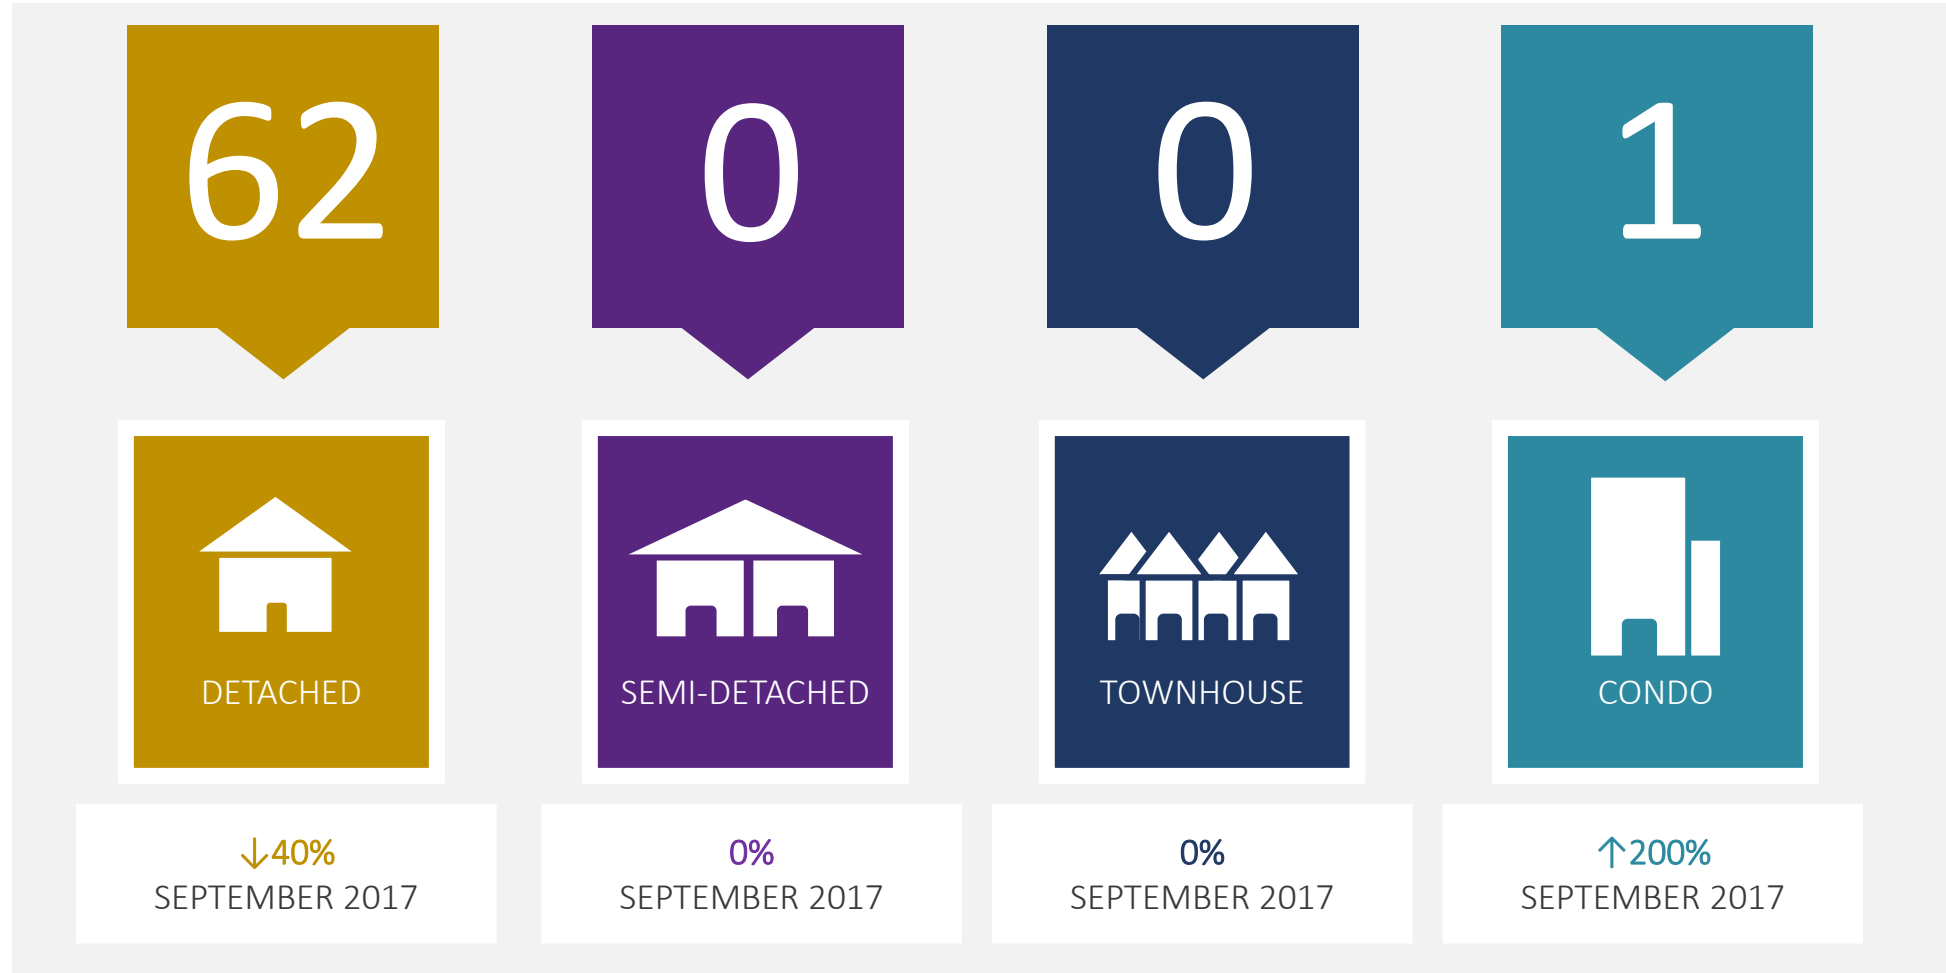 62
0
0
1
DETACHED
SEMI-DETACHED
TOWNHOUSE
CONDO
↓40%
SEPTEMBER 2017
0%
SEPTEMBER 2017
0%
SEPTEMBER 2017
↑200%
SEPTEMBER 2017